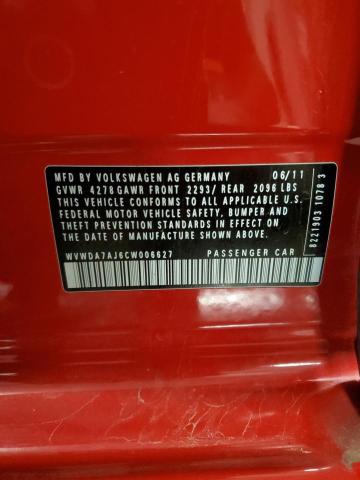 MFD BY VOLKSWAGEN AG GERMANY 06/11
GVWR 4278 GAWR FRONT 2293/ REAR 2096 LBS
THIS VEHICLE CONFORMS TO ALL APPLICABLE U.S.
FEDERAL MOTOR VEHICLE SAFETY, BUMPER AND
THEFT PREVENTION STANDARDS IN EFFECT ON
THE DATE OF MANUFACTURE SHOWN ABOVE
WVWDA7AJ6CW006627 PASSENGER CAR
8221903 1078 3